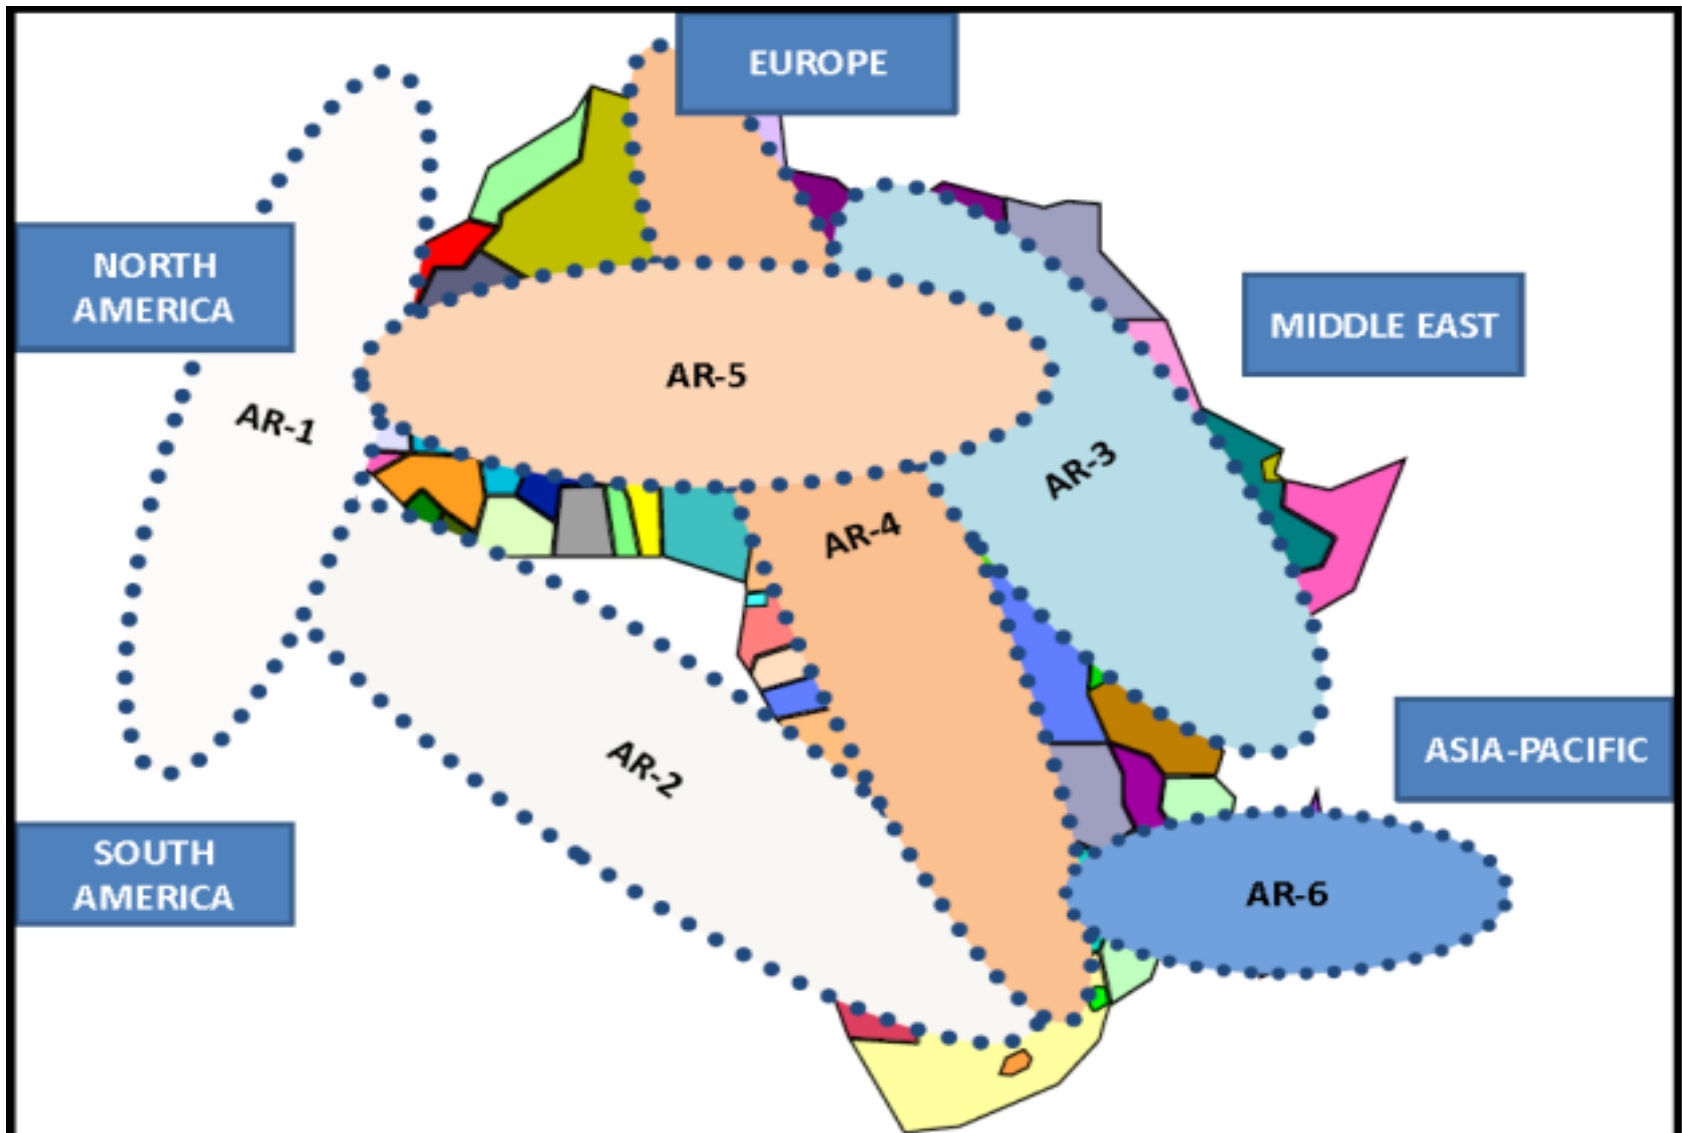 EUROPE
NORTH
AMERICA
MIDDLE EAST
AR-5
AR-1
AR-3
AR-4
AR-2
ASIA-PACIFIC
SOUTH
AMERICA
AR-6